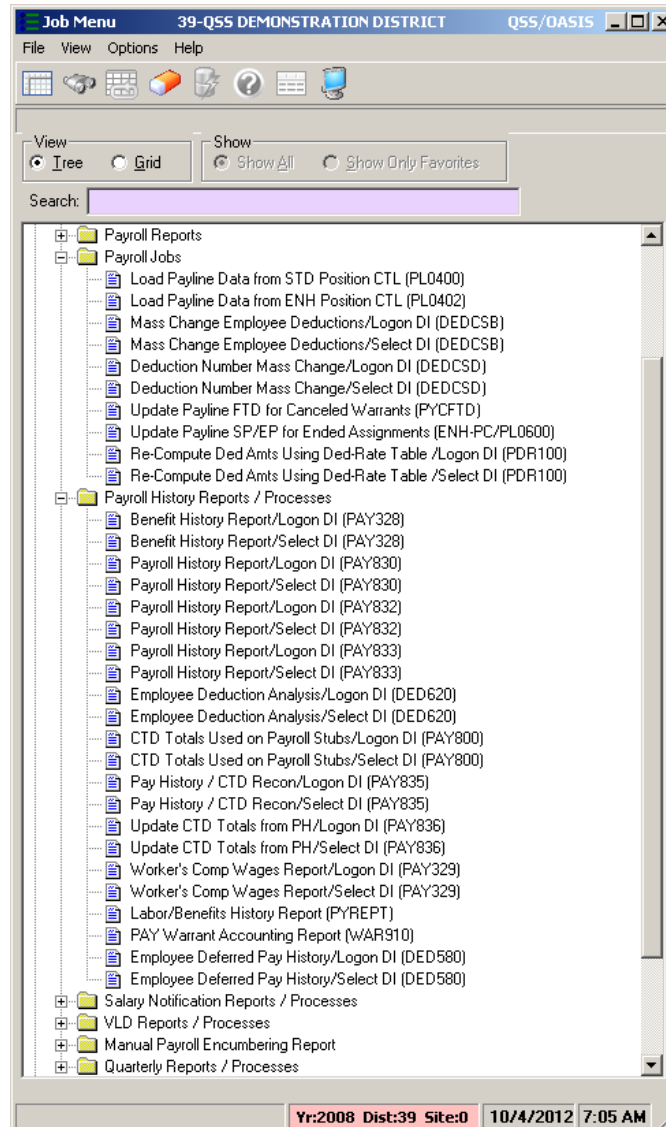 Job Menu 39-QSS DEMONSTRATION DISTRICT QSS/OASIS
File View Options Help
View Show
Tree Grid Show All Show Only Favorites
Search:
Payroll Reports
Payroll Jobs
Load Payline Data from STD Position CTL (PL0400)
Load Payline Data from ENH Position CTL (PL0402)
Mass Change Employee Deductions/Logon DI (DEDCSB)
Mass Change Employee Deductions/Select DI (DEDCSB)
Deduction Number Mass Change/Logon DI (DEDCSD)
Deduction Number Mass Change/Select DI (DEDCSD)
Update Payline FTD for Canceled Warrants (PYCFTD)
Update Payline SP/EP for Ended Assignments (ENH-PC/PL0600)
Re-Compute Ded Amts Using Ded-Rate Table /Logon DI (PDR100)
Re-Compute Ded Amts Using Ded-Rate Table /Select DI (PDR100)
Payroll History Reports / Processes
Benefit History Report/Logon DI (PAY328)
Benefit History Report/Select DI (PAY328)
Payroll History Report/Logon DI (PAY830)
Payroll History Report/Select DI (PAY830)
Payroll History Report/Logon DI (PAY832)
Payroll History Report/Select DI (PAY832)
Payroll History Report/Logon DI (PAY833)
Payroll History Report/Select DI (PAY833)
Employee Deduction Analysis/Logon DI (DED620)
Employee Deduction Analysis/Select DI (DED620)
CTD Totals Used on Payroll Stubs/Logon DI (PAY800)
CTD Totals Used on Payroll Stubs/Select DI (PAY800)
Pay History / CTD Recon/Logon DI (PAY835)
Pay History / CTD Recon/Select DI (PAY835)
Update CTD Totals from PH/Logon DI (PAY836)
Update CTD Totals from PH/Select DI (PAY836)
Worker's Comp Wages Report/Logon DI (PAY329)
Worker's Comp Wages Report/Select DI (PAY329)
Labor/Benefits History Report (PYREPT)
PAY Warrant Accounting Report (WAR910)
Employee Deferred Pay History/Logon DI (DED580)
Employee Deferred Pay History/Select DI (DED580)
Salary Notification Reports / Processes
VLD Reports / Processes
Manual Payroll Encumbering Report
Quarterly Reports / Processes
Yr:2008 Dist:39 Site:0 10/4/2012 7:05 AM